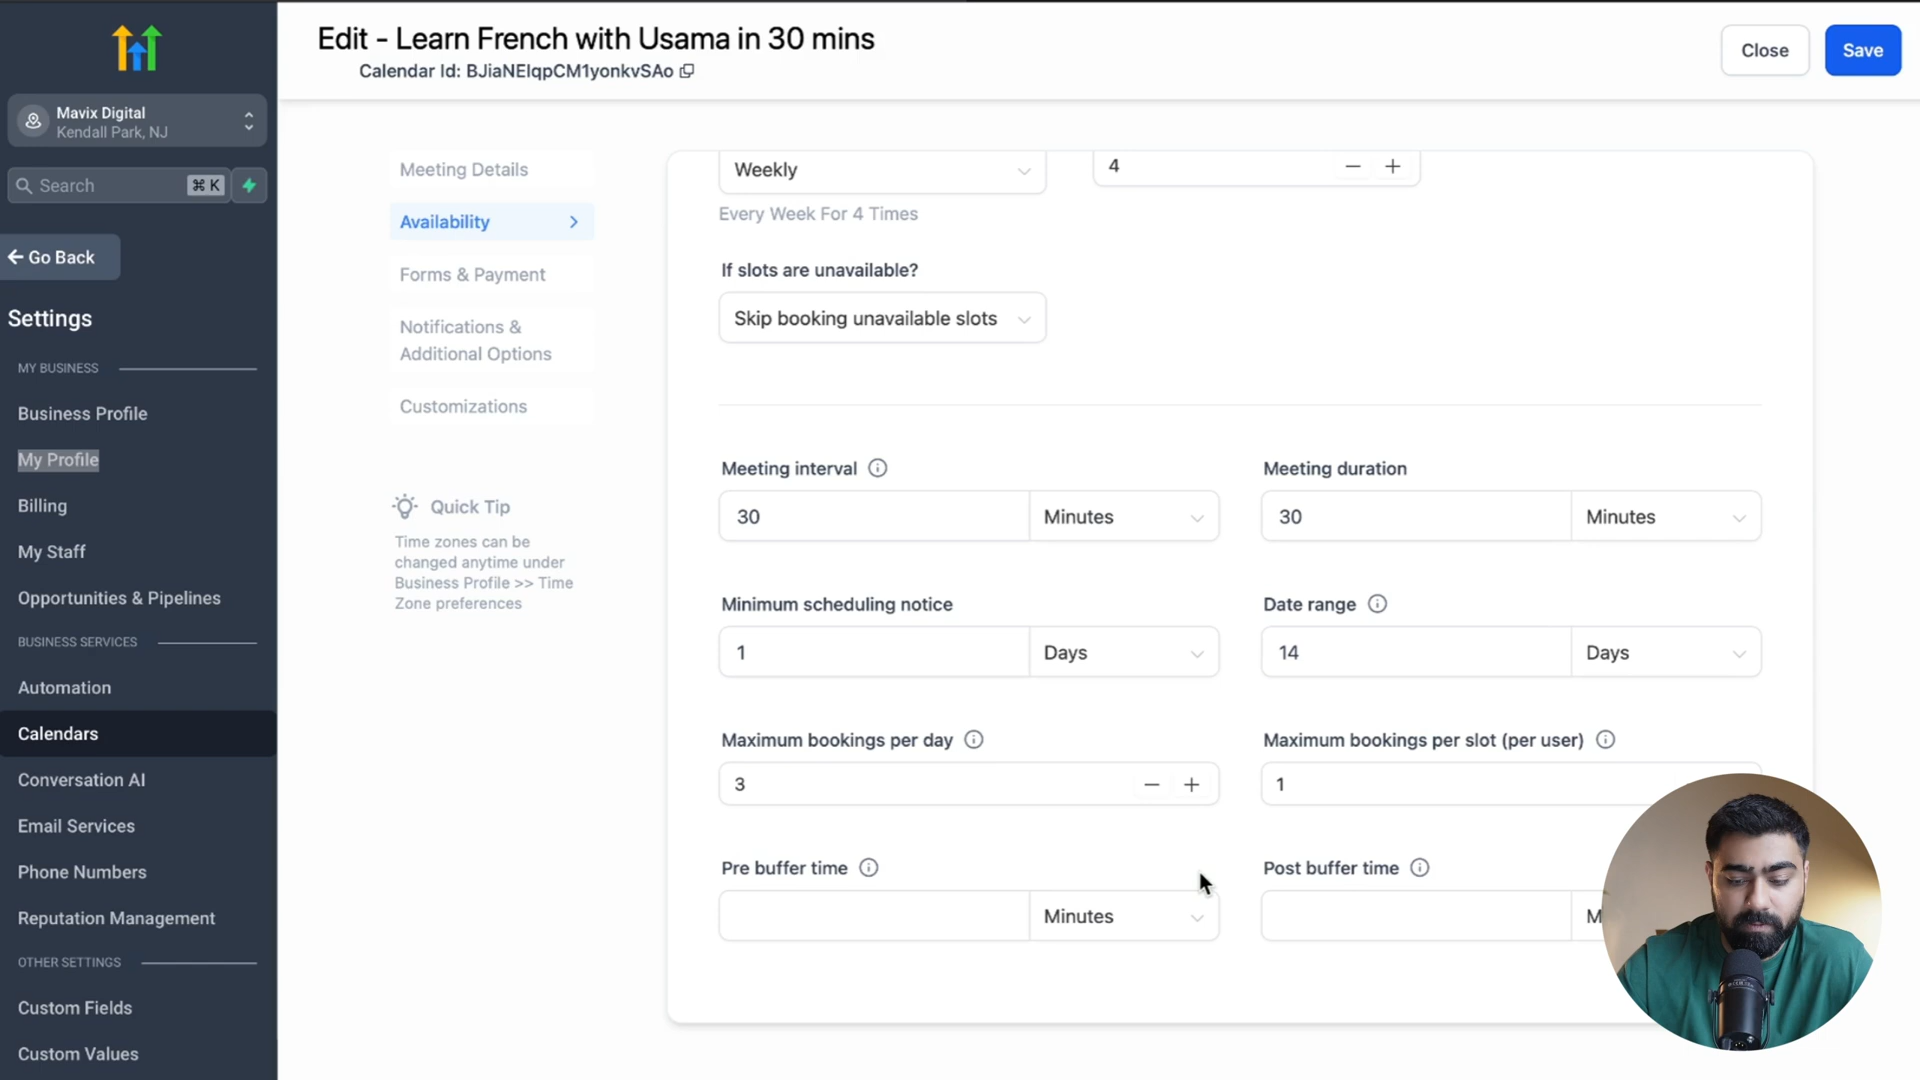 Edit - Learn French with Usama in 30 mins
Calendar Id: BJiaNEIqpCM1yonkvSAo
Close
Save
Mavix Digital
Kendall Park, NJ
Search
⌘ K
Go Back
Settings
MY BUSINESS
Business Profile
My Profile
Billing
My Staff
Opportunities & Pipelines
BUSINESS SERVICES
Automation
Calendars
Conversation AI
Email Services
Phone Numbers
Reputation Management
OTHER SETTINGS
Custom Fields
Custom Values
Meeting Details
Availability
Forms & Payment
Notifications &
Additional Options
Customizations
Quick Tip
Time zones can be
changed anytime under
Business Profile >> Time
Zone preferences
Weekly
4
Every Week For 4 Times
If slots are unavailable?
Skip booking unavailable slots
Meeting interval
Meeting duration
30 Minutes
30 Minutes
Minimum scheduling notice
Date range
1 Days
14 Days
Maximum bookings per day
Maximum bookings per slot (per user)
3
1
Pre buffer time
Post buffer time
Minutes